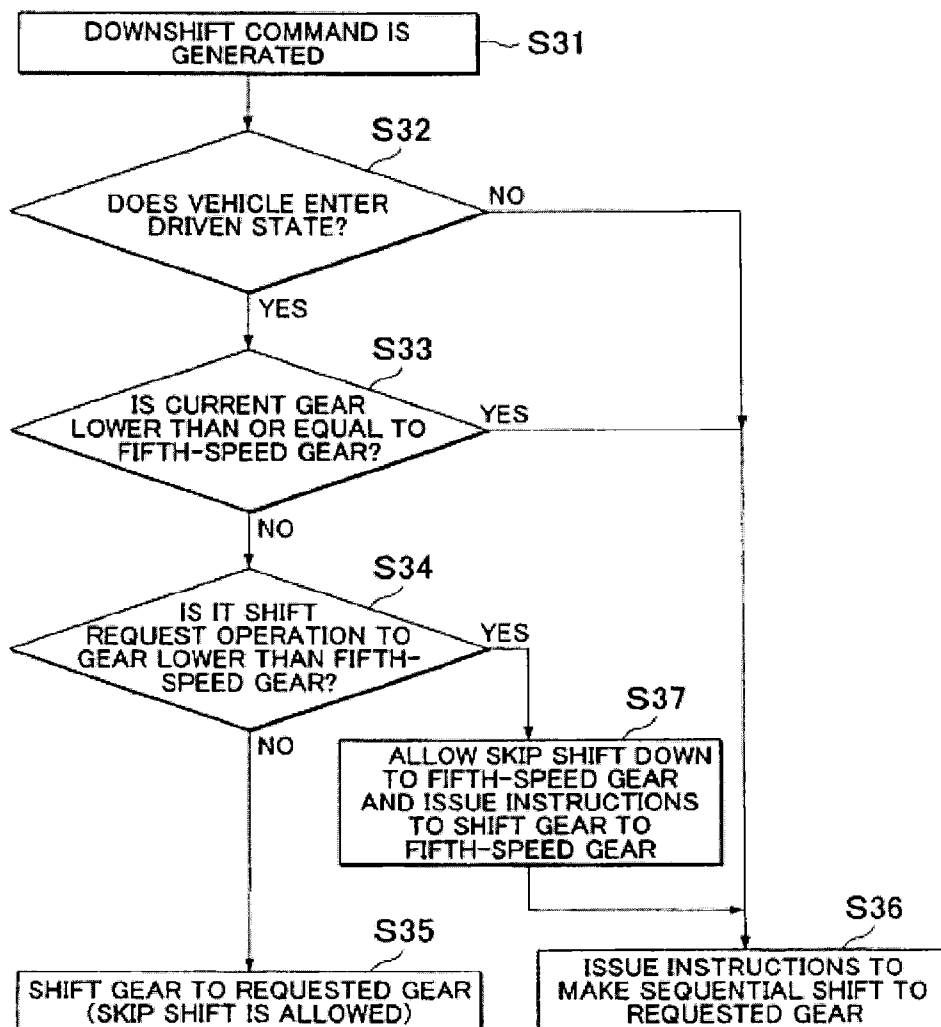 DOWNSHIFT COMMAND IS
GENERATED
S31
S32
DOES VEHICLE ENTER
DRIVEN STATE?
NO
YES
S33
IS CURRENT GEAR
LOWER THAN OR EQUAL TO
FIFTH-SPEED GEAR?
YES
NO
S34
IS IT SHIFT
REQUEST OPERATION TO
GEAR LOWER THAN FIFTH-
SPEED GEAR?
YES
NO
S37
ALLOW SKIP SHIFT DOWN
TO FIFTH-SPEED GEAR
AND ISSUE INSTRUCTIONS
TO SHIFT GEAR TO
FIFTH-SPEED GEAR
S35
SHIFT GEAR TO REQUESTED GEAR
(SKIP SHIFT IS ALLOWED)
S36
ISSUE INSTRUCTIONS TO
MAKE SEQUENTIAL SHIFT TO
REQUESTED GEAR